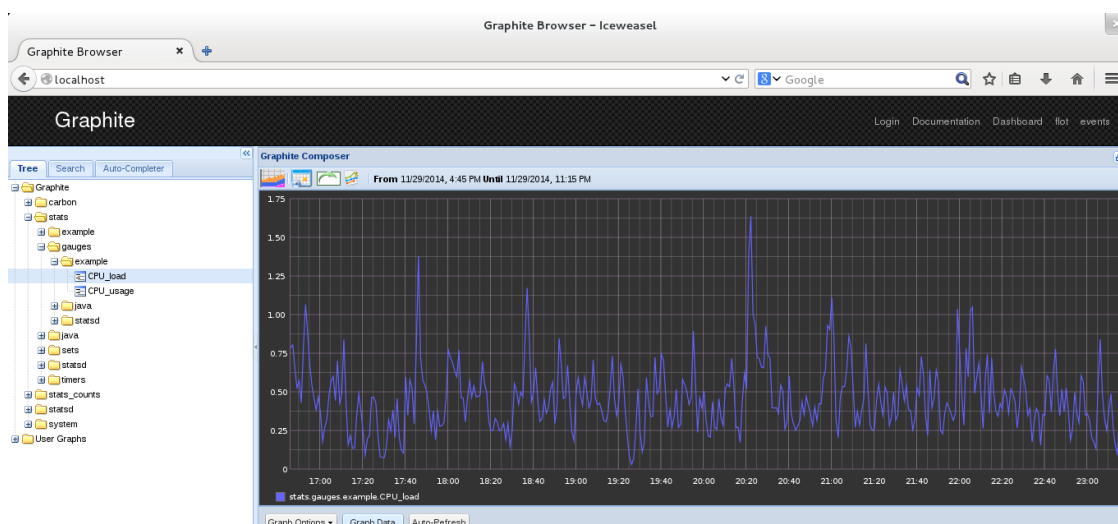 Graphite Browser - Iceweasel
Graphite Browser
localhost
Google
Graphite
Login Documentation Dashboard flot events
Tree Search Auto-Completer
Graphite
carbon
stats
example
gauges
example
CPU_load
CPU_usage
java
statsd
java
sets
statsd
timers
stats_counts
statsd
system
User Graphs
Graphite Composer
From 11/29/2014, 4:45 PM Until 11/29/2014, 11:15 PM
1.75
1.50
1.25
1.00
0.75
0.50
0.25
0
17:00 17:20 17:40 18:00 18:20 18:40 19:00 19:20 19:40 20:00 20:20 20:40 21:00 21:20 21:40 22:00 22:20 22:40 23:00
stats.gauges.example.CPU_load
Graph Options Graph Data Auto-Refresh